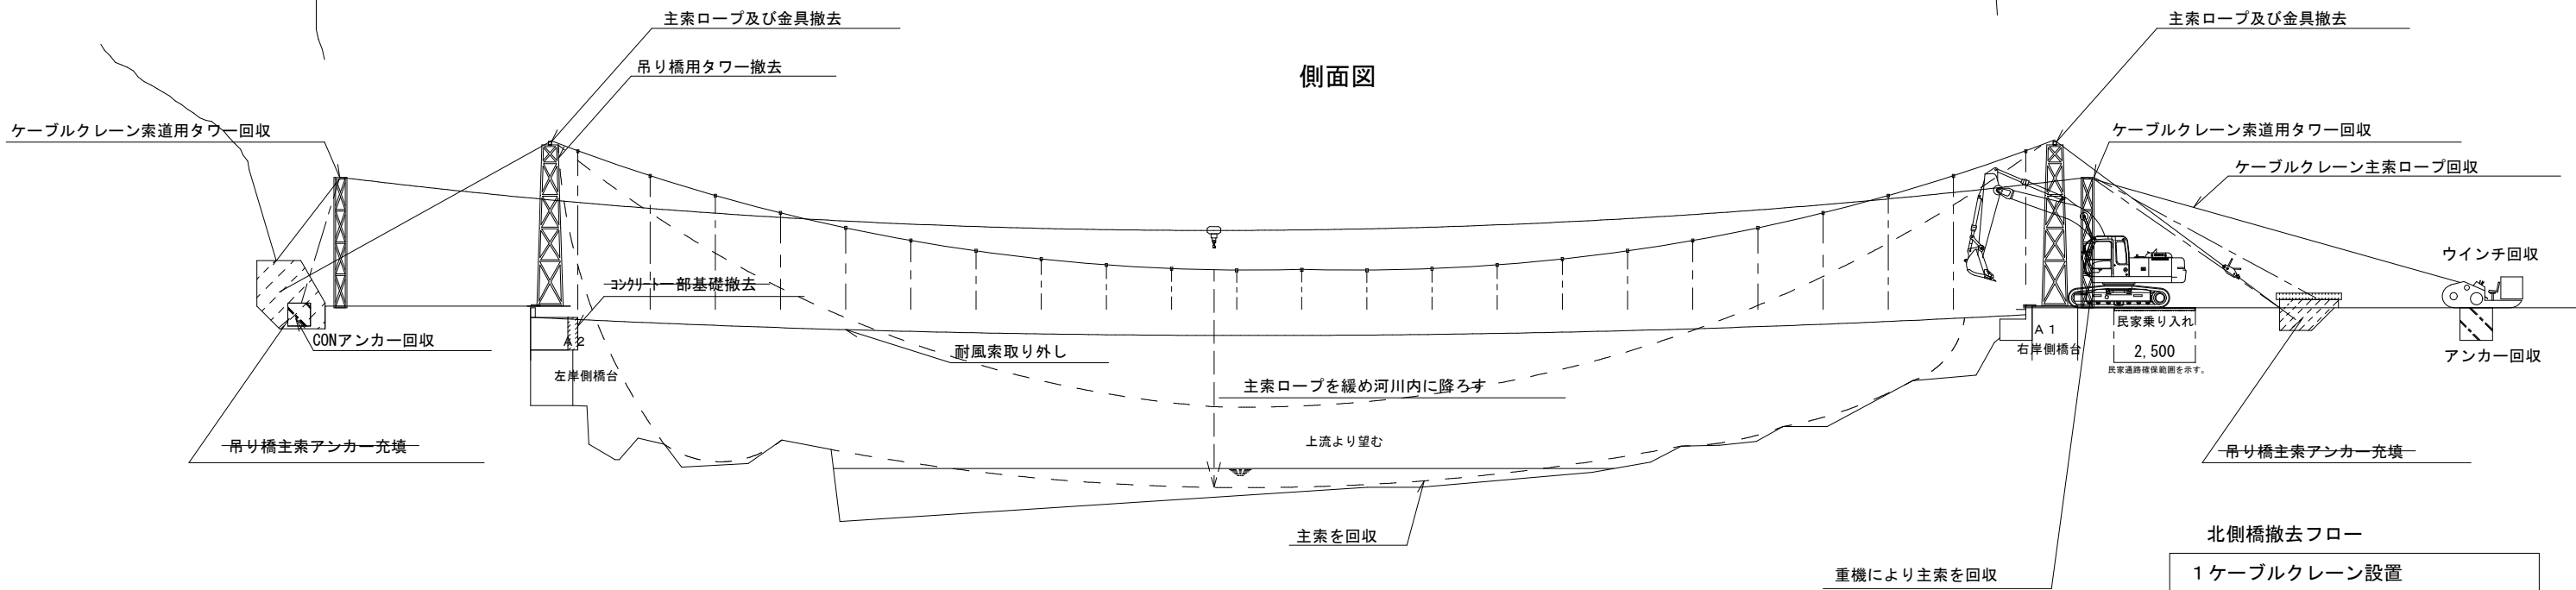 主索ロープ及び金具撤去
主索ロープ及び金具撤去
吊り橋用タワー撤去
側面図
ケーブルクレーン索道用タワー回収
ケーブルクレーン索道用タワー回収
ケーブルクレーン主索ロープ回収
ウインチ回収
コンクリート一部基礎撤去
CONアンカー回収
A2
左岸側橋台
耐風索取り外し
A1
右岸側橋台
民家乗り入れ
2,500
民家通路確保範囲を示す。
アンカー回収
主索ロープを緩め河川内に降ろす
上流より望む
吊り橋主索アンカー充填
吊り橋主索アンカー充填
主索を回収
重機により主索を回収
北側橋撤去フロー
1ケーブルクレーン設置